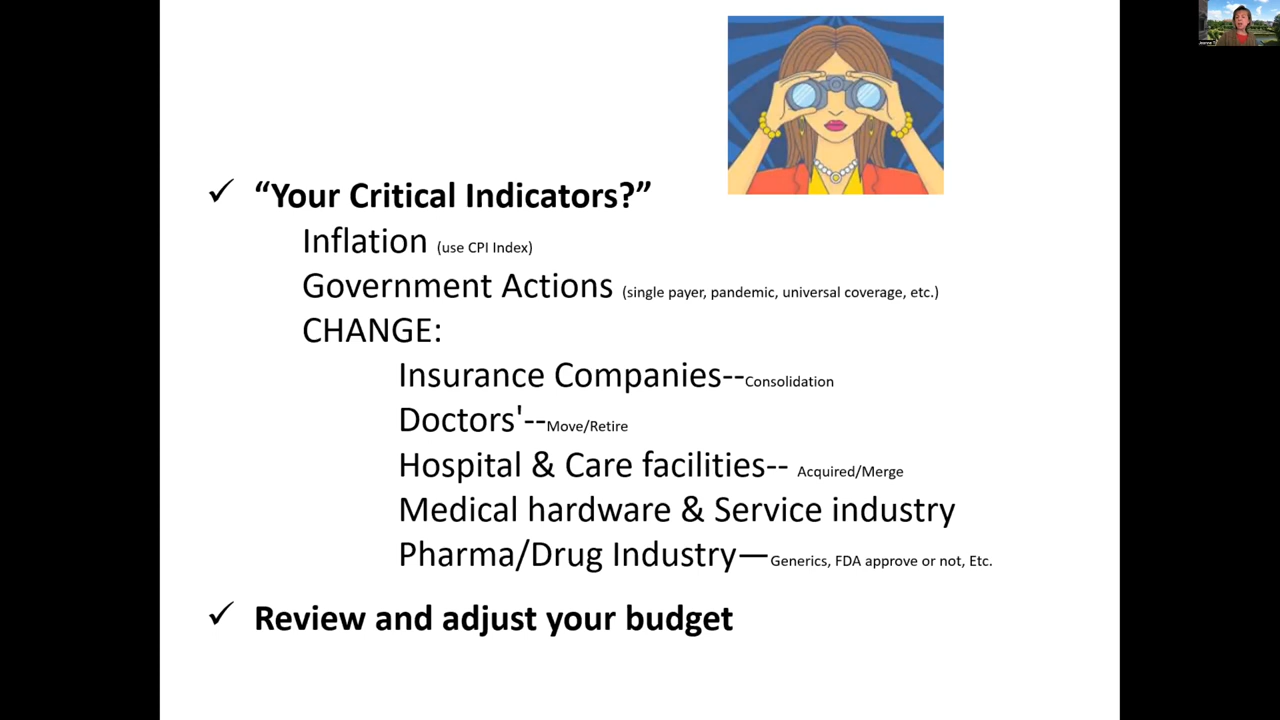 ✓ “Your Critical Indicators?”
Inflation (use CPI Index)
Government Actions (single payer, pandemic, universal coverage, etc.)
CHANGE:
Insurance Companies--Consolidation
Doctors'--Move/Retire
Hospital & Care facilities-- Acquired/Merge
Medical hardware & Service industry
Pharma/Drug Industry—Generics, FDA approve or not, Etc.
✓ Review and adjust your budget